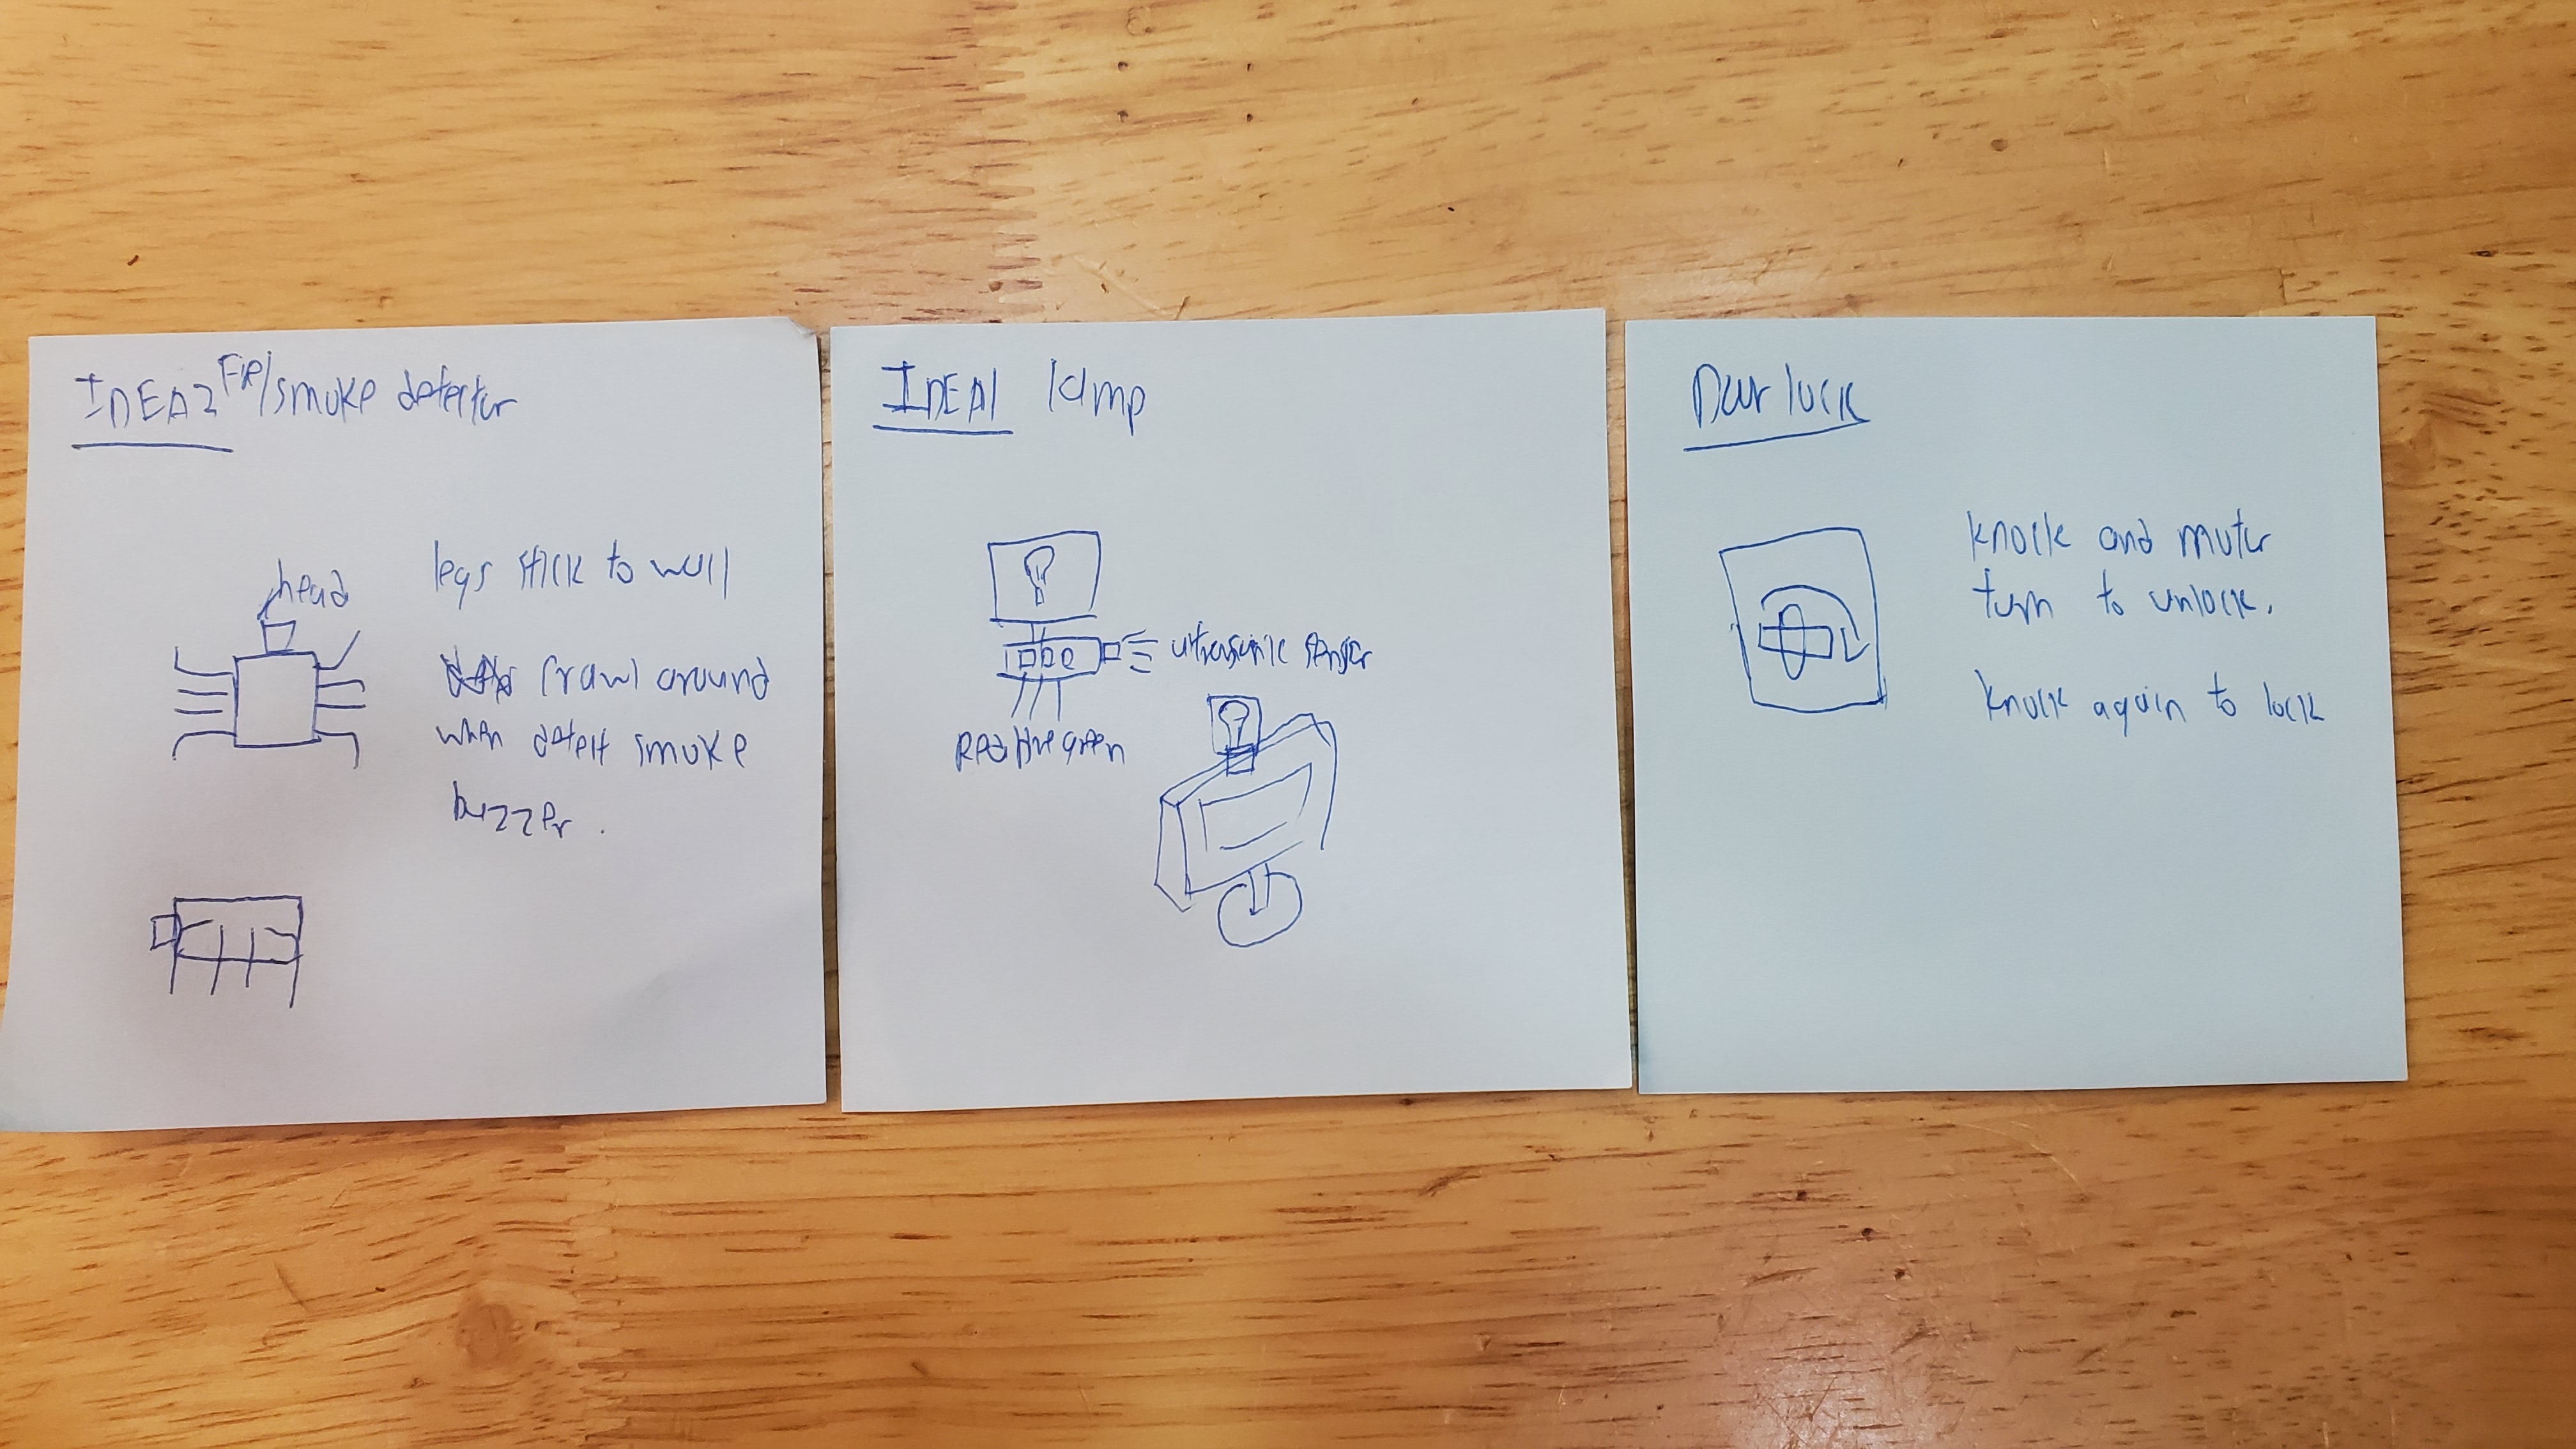 IDEA2 Fire/smoke detector
head
legs stick to wall
crawl around
when detect smoke
buzzer.
IDEA1 lamp
ultrasonic sensor
Red blue green
Door lock
knock and motor
turn to unlock.
knock again to lock